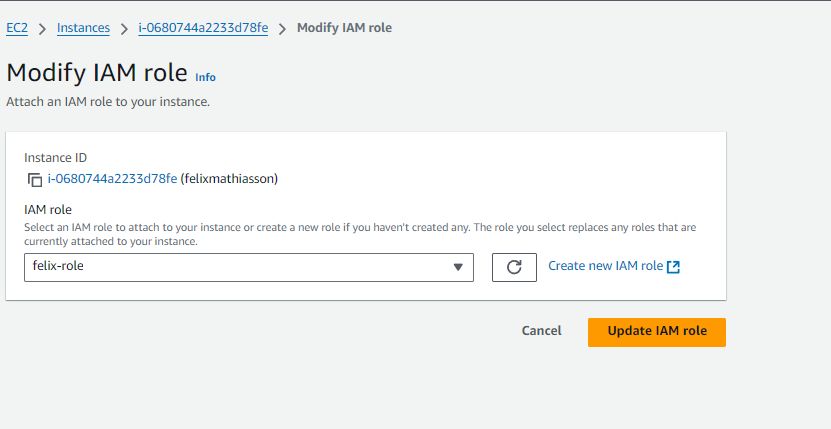 EC2 > Instances > i-0680744a2233d78fe > Modify IAM role
Modify IAM role Info
Attach an IAM role to your instance.
Instance ID
i-0680744a2233d78fe (felixmathiasson)
IAM role
Select an IAM role to attach to your instance or create a new role if you haven't created any. The role you select replaces any roles that are
currently attached to your instance.
felix-role
Create new IAM role
Cancel
Update IAM role